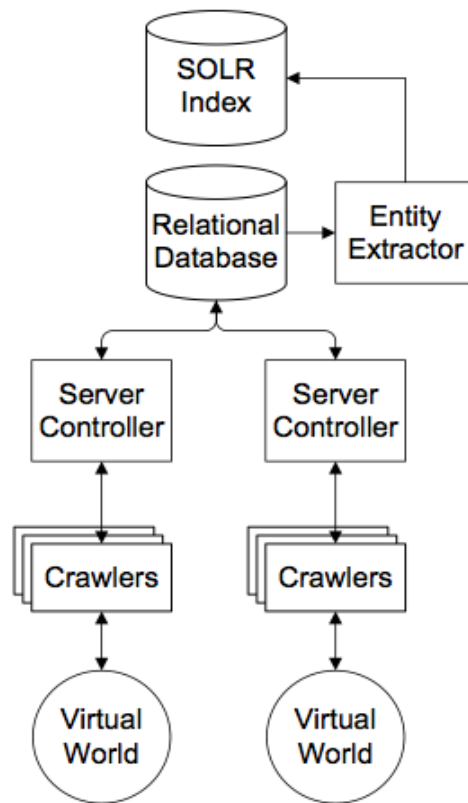 SOLR
Index
Relational
Database
Entity
Extractor
Server
Controller
Server
Controller
Crawlers
Crawlers
Virtual
World
Virtual
World